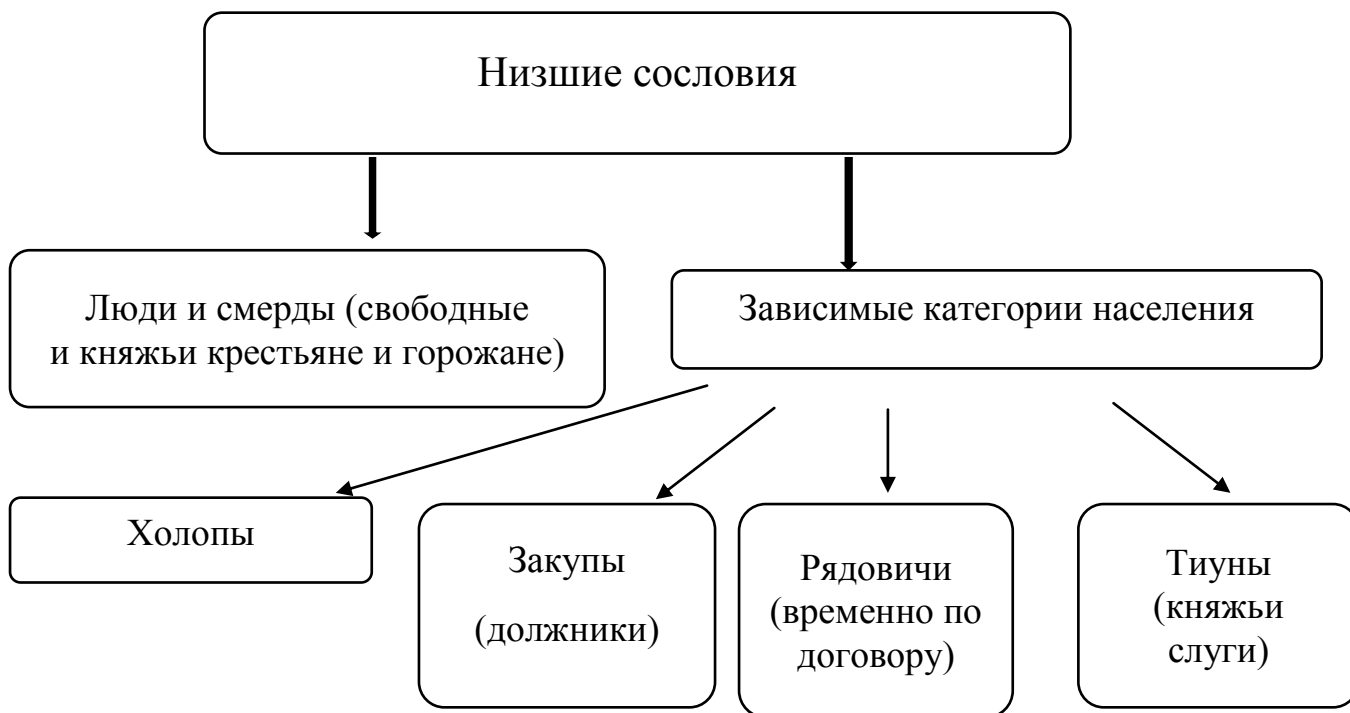 Низшие сословия
Люди и смерды (свободные
и княжьи крестьяне и горожане)
Зависимые категории населения
Холопы
Закупы
(должники)
Рядовичи
(временно по
договору)
Тиуны
(княжьи
слуги)